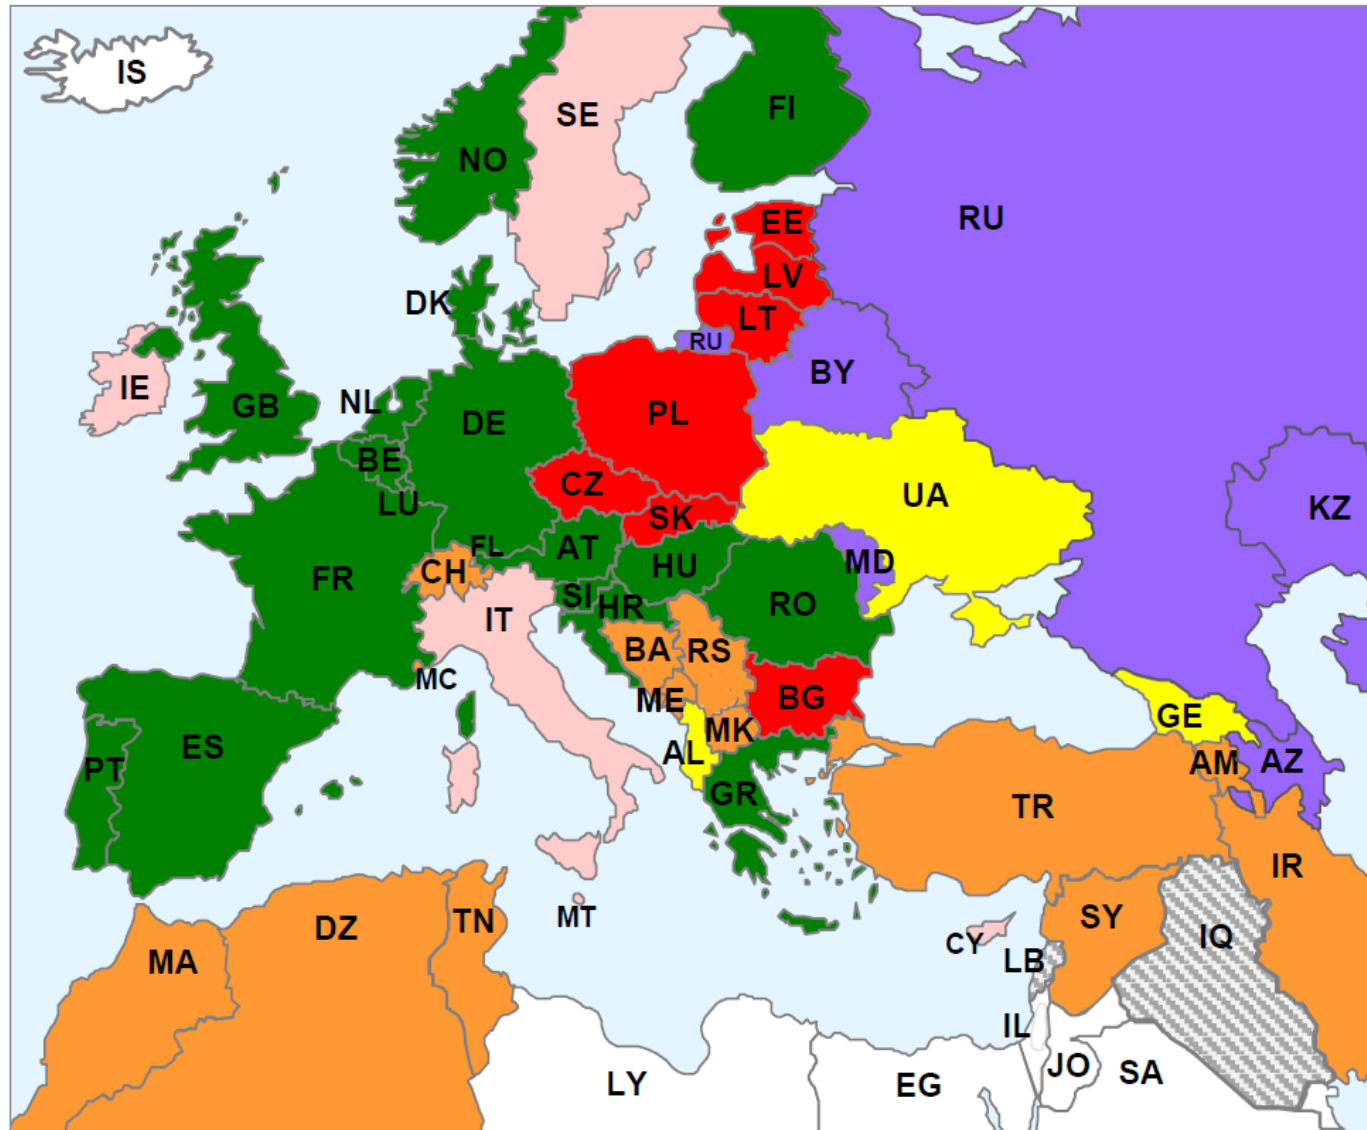 IS
SE
FI
NO
RU
EE
LV
DK
LT
RU
BY
IE
GB
NL
DE
PL
BE
CZ
UA
LU
SK
KZ
FL
AT
CH
HU
MD
FR
SI
HR
RO
IT
BA
RS
MC
ME
BG
GE
MK
ES
AL
AM
AZ
PT
GR
TR
IR
MT
TN
DZ
SY
CY
IQ
MA
LB
IL
JO
SA
LY
EG